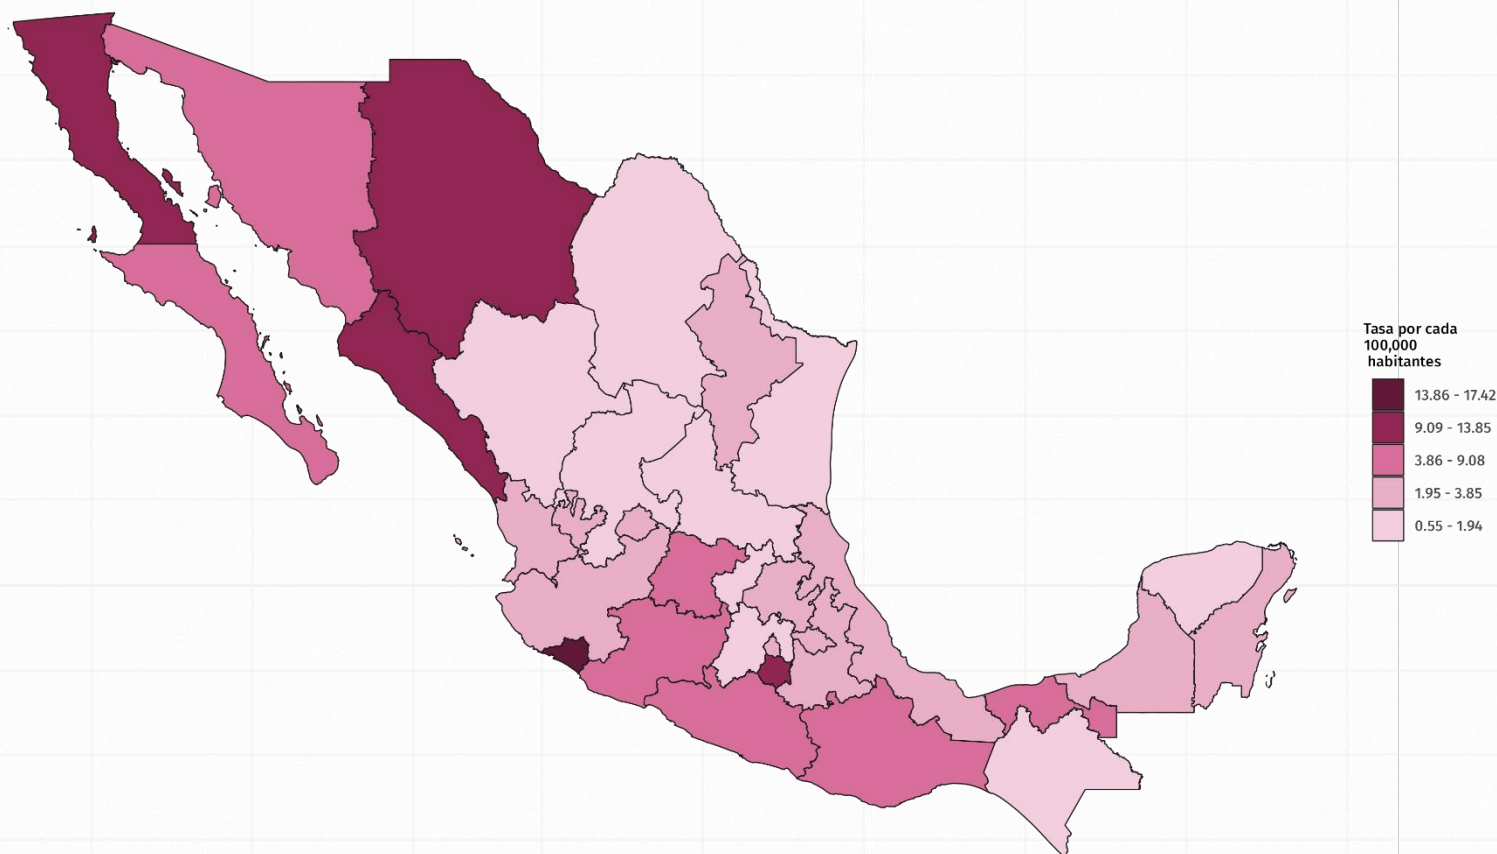 Tasa por cada
100,000
habitantes
13.86 - 17.42
9.09 - 13.85
3.86 - 9.08
1.95 - 3.85
0.55 - 1.94